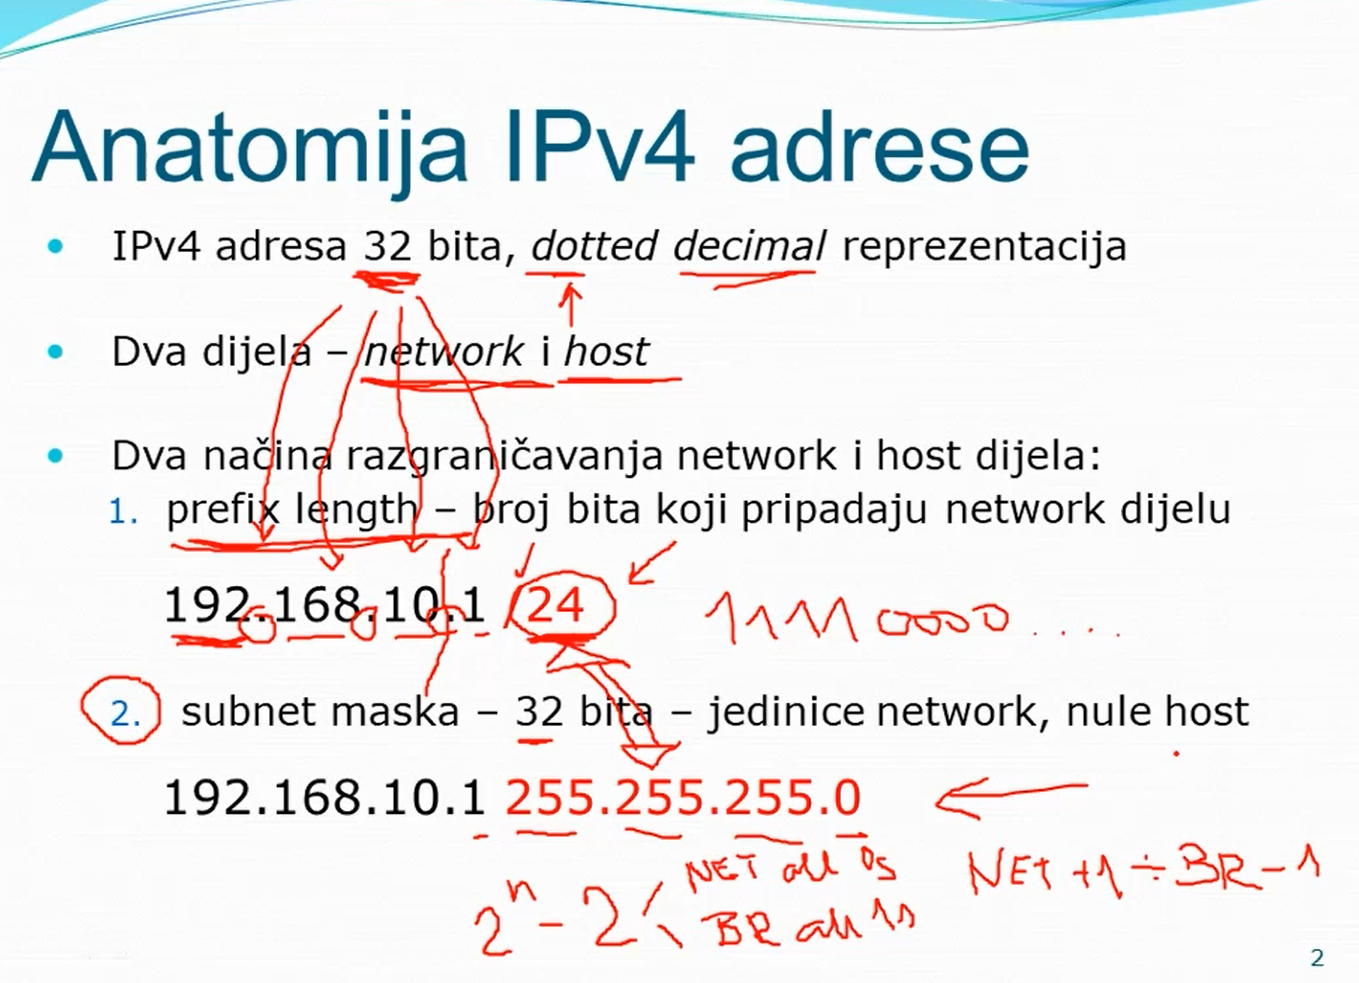 Anatomija IPv4 adrese
• IPv4 adresa 32 bita, dotted decimal reprezentacija
• Dva dijela – network i host
• Dva načina razgraničavanja network i host dijela:
1. prefix length – broj bita koji pripadaju network dijelu
192.168.10.1 /24 11110000....
2. subnet maska – 32 bita – jedinice network, nule host
192.168.10.1 255.255.255.0
NET all 0s NET +1 ÷ BR – 1
2ⁿ – 2 BR all 1s
2